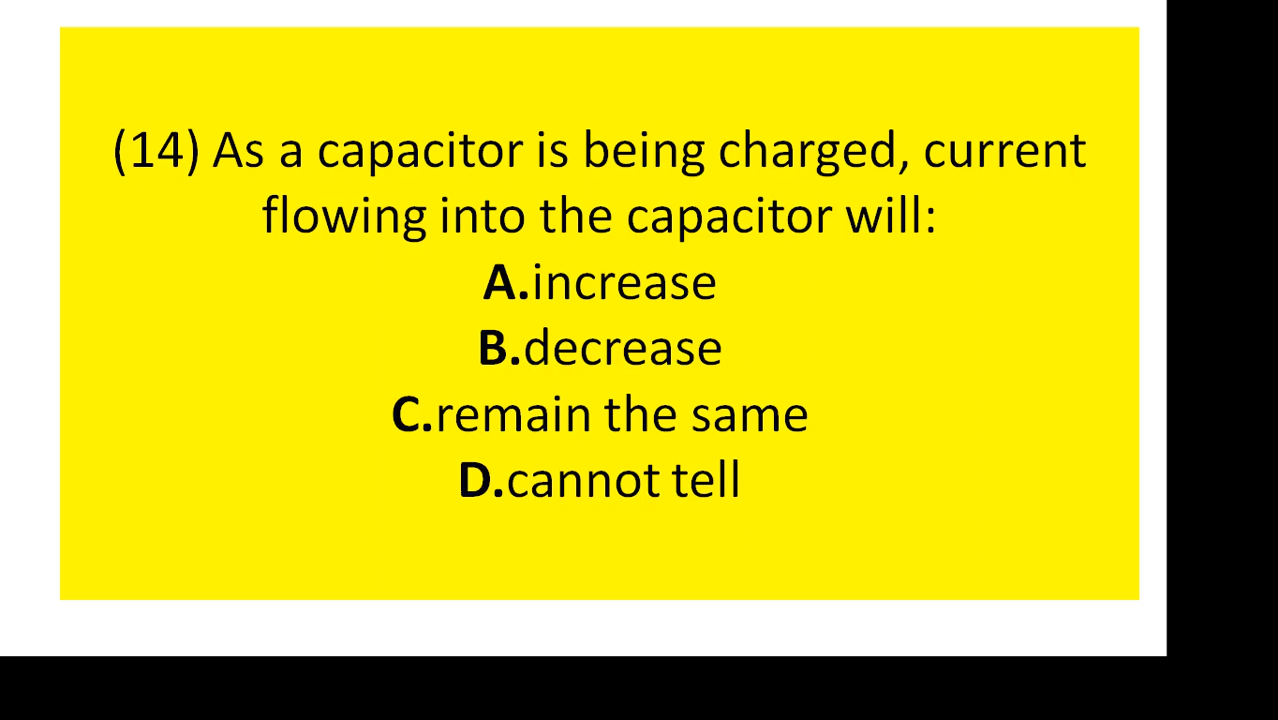 (14) As a capacitor is being charged, current
flowing into the capacitor will:
A.increase
B.decrease
C.remain the same
D.cannot tell